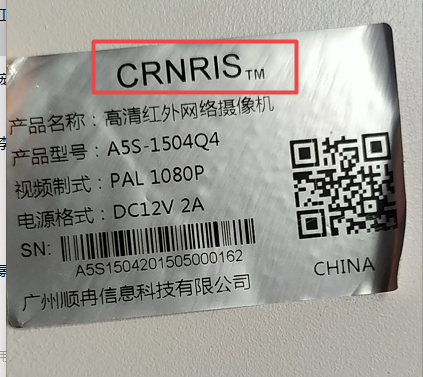 CRNRIS TM
产品名称：高清红外网络摄像机
产品型号：A5S-1504Q4
视频制式：PAL 1080P
电源格式：DC12V 2A
SN:
A5S1504201505000162
CHINA
广州顺冉信息科技有限公司